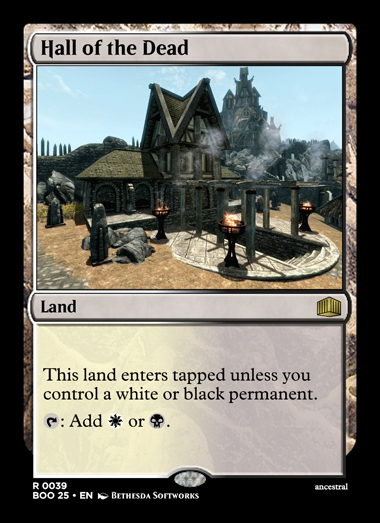 Hall of the Dead
Land
This land enters tapped unless you
control a white or black permanent.
: Add or .
R 0039
ancestral
BOO 25 • EN Bethesda Softworks